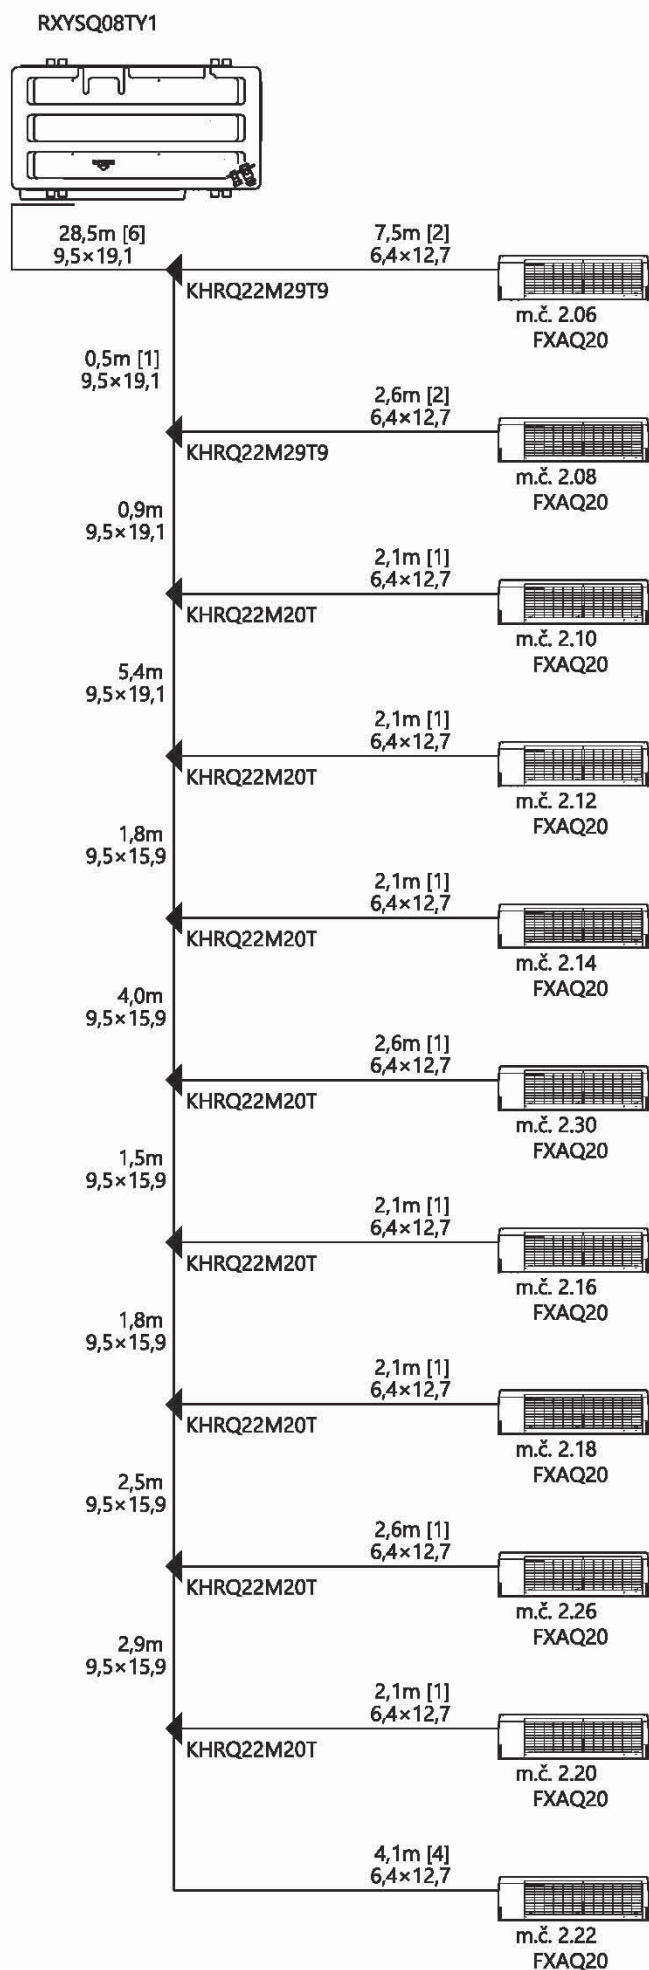 RXYSQ08TY1
28,5m [6]
9,5×19,1
7,5m [2]
6,4×12,7
KHRQ22M29T9
m.č. 2.06
FXAQ20
0,5m [1]
9,5×19,1
2,6m [2]
6,4×12,7
KHRQ22M29T9
m.č. 2.08
FXAQ20
0,9m
9,5×19,1
2,1m [1]
6,4×12,7
KHRQ22M20T
m.č. 2.10
FXAQ20
5,4m
9,5×19,1
2,1m [1]
6,4×12,7
KHRQ22M20T
m.č. 2.12
FXAQ20
1,8m
9,5×15,9
2,1m [1]
6,4×12,7
KHRQ22M20T
m.č. 2.14
FXAQ20
4,0m
9,5×15,9
2,6m [1]
6,4×12,7
KHRQ22M20T
m.č. 2.30
FXAQ20
1,5m
9,5×15,9
2,1m [1]
6,4×12,7
KHRQ22M20T
m.č. 2.16
FXAQ20
1,8m
9,5×15,9
2,1m [1]
6,4×12,7
KHRQ22M20T
m.č. 2.18
FXAQ20
2,5m
9,5×15,9
2,6m [1]
6,4×12,7
KHRQ22M20T
m.č. 2.26
FXAQ20
2,9m
9,5×15,9
2,1m [1]
6,4×12,7
KHRQ22M20T
m.č. 2.20
FXAQ20
4,1m [4]
6,4×12,7
m.č. 2.22
FXAQ20